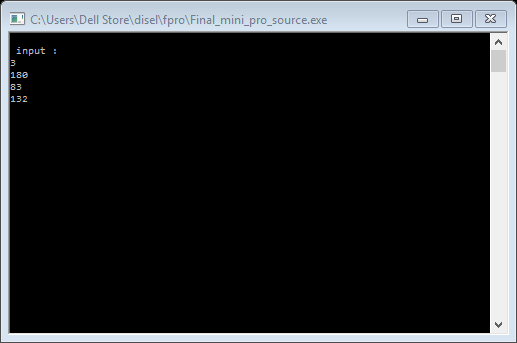 C:\Users\Dell Store\disel\fpro\Final_mini_pro_source.exe
input :
3
180
83
132